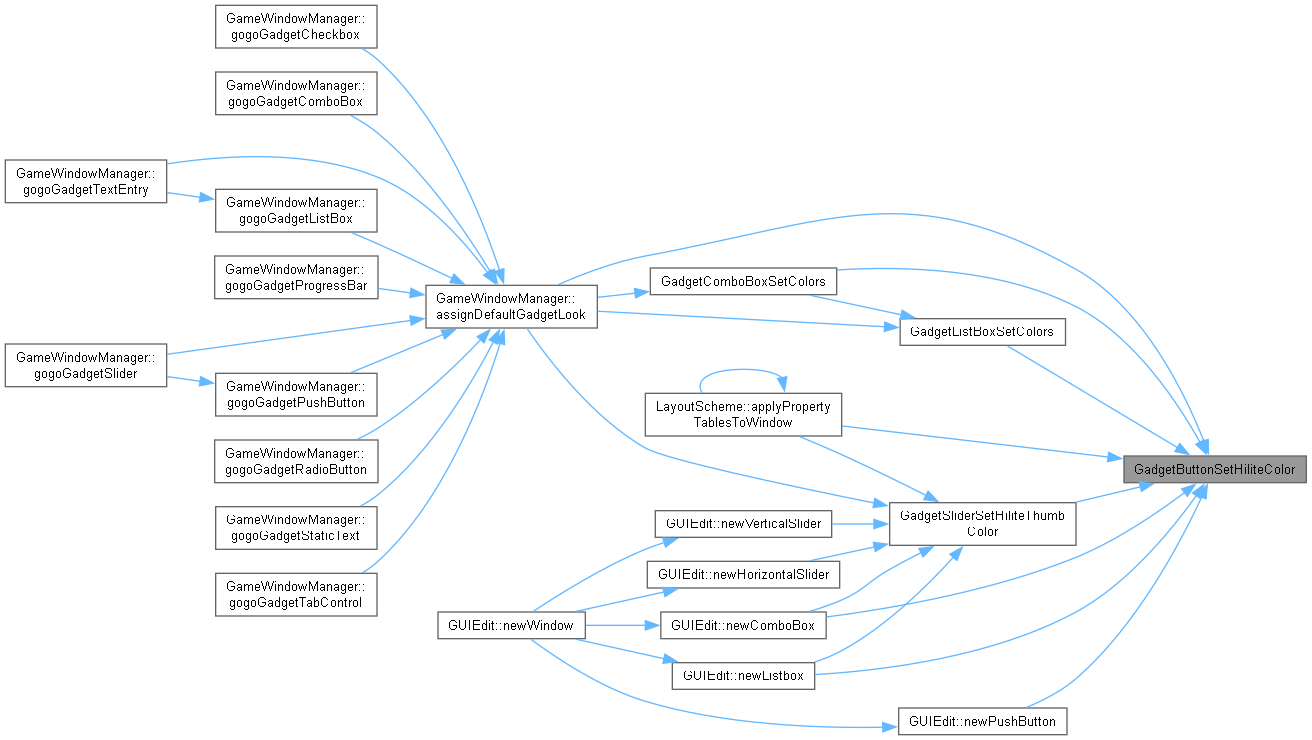 GameWindowManager::
gogoGadgetCheckbox
GameWindowManager::
gogoGadgetComboBox
GameWindowManager::
gogoGadgetTextEntry
GameWindowManager::
gogoGadgetListBox
GameWindowManager::
gogoGadgetProgressBar
GameWindowManager::
assignDefaultGadgetLook
GadgetComboBoxSetColors
GadgetListBoxSetColors
GameWindowManager::
gogoGadgetSlider
GameWindowManager::
gogoGadgetPushButton
LayoutScheme::applyProperty
TablesToWindow
GameWindowManager::
gogoGadgetRadioButton
GadgetButtonSetHiliteColor
GameWindowManager::
gogoGadgetStaticText
GadgetSliderSetHiliteThumb
Color
GUIEdit::newVerticalSlider
GameWindowManager::
gogoGadgetTabControl
GUIEdit::newHorizontalSlider
GUIEdit::newWindow
GUIEdit::newComboBox
GUIEdit::newListbox
GUIEdit::newPushButton